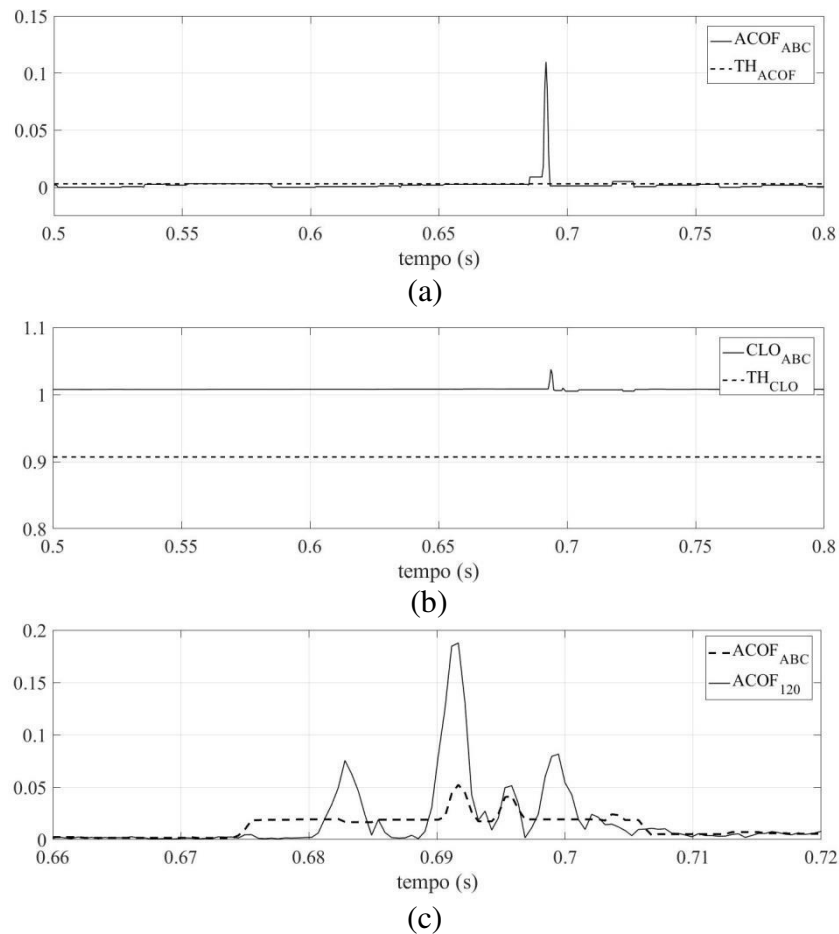 0.15
0.1
0.05
0
ACOF_ABC
TH_ACOF
0.5 0.55 0.6 0.65 0.7 0.75 0.8
tempo (s)
(a)
1.1
1
0.9
0.8
CLO_ABC
TH_CLO
0.5 0.55 0.6 0.65 0.7 0.75 0.8
tempo (s)
(b)
0.2
0.15
0.1
0.05
0
ACOF_ABC
ACOF_120
0.66 0.67 0.68 0.69 0.7 0.71 0.72
tempo (s)
(c)